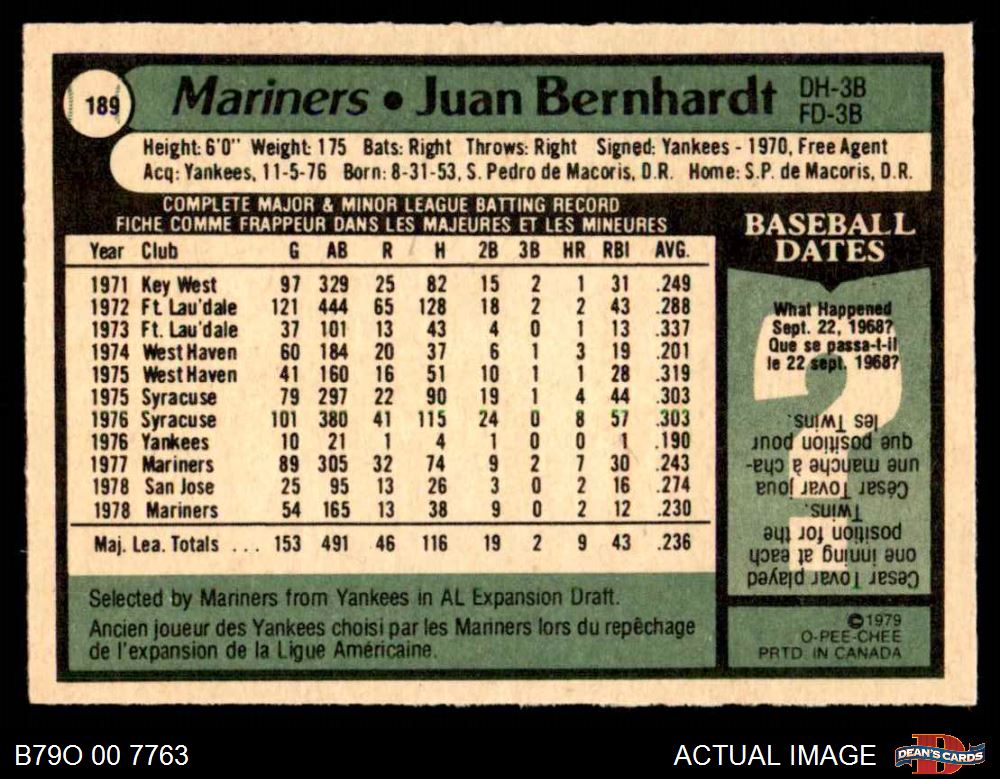 189
Mariners • Juan Bernhardt
DH-3B
FD-3B
Height: 6'0" Weight: 175 Bats: Right Throws: Right Signed: Yankees - 1970, Free Agent
Acq: Yankees, 11-5-76 Born: 8-31-53, S. Pedro de Macoris, D.R. Home: S.P. de Macoris, D.R.
COMPLETE MAJOR & MINOR LEAGUE BATTING RECORD
FICHE COMME FRAPPEUR DANS LES MAJEURES ET LES MINEURES
Year Club G AB R H 2B 3B HR RBI AVG.
1971 Key West 97 329 25 82 15 2 1 31 .249
1972 Ft. Lau'dale 121 444 65 128 18 2 2 43 .288
1973 Ft. Lau'dale 37 101 13 43 4 0 1 13 .337
1974 West Haven 60 184 20 37 6 1 3 19 .201
1975 West Haven 41 160 16 51 10 1 1 28 .319
1975 Syracuse 79 297 22 90 19 1 4 44 .303
1976 Syracuse 101 380 41 115 24 0 8 57 .303
1976 Yankees 10 21 1 4 1 0 0 1 .190
1977 Mariners 89 305 32 74 9 2 7 30 .243
1978 San Jose 25 95 13 26 3 0 2 16 .274
1978 Mariners 54 165 13 38 9 0 2 12 .230
Maj. Lea. Totals ... 153 491 46 116 19 2 9 43 .236
Selected by Mariners from Yankees in AL Expansion Draft.
Ancien joueur des Yankees choisi par les Mariners lors du repêchage
de l'expansion de la Ligue Américaine.
BASEBALL
DATES
What Happened
Sept. 22, 1968?
Que se passa-t-il
le 22 sept. 1968?
Cesar Tovar played
one inning at each
position for the
Twins.
César Tovar joua
une manche à cha-
que position pour
les Twins.
©1979
O-PEE-CHEE
PRTD. IN CANADA
B79O 00 7763
ACTUAL IMAGE
D
DEAN'S CARDS